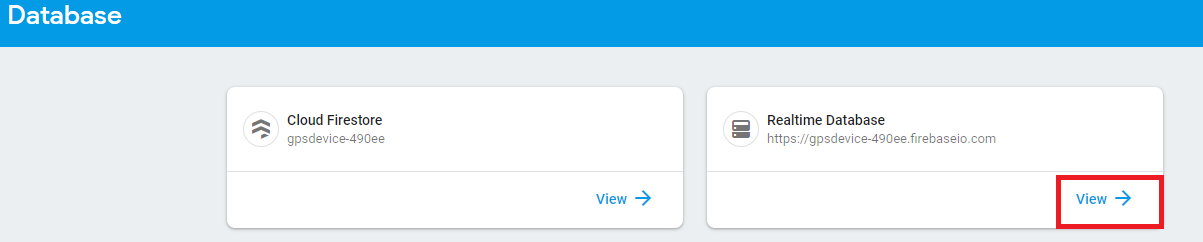 Database
Cloud Firestore
gpsdevice-490ee
View
Realtime Database
https://gpsdevice-490ee.firebaseio.com
View